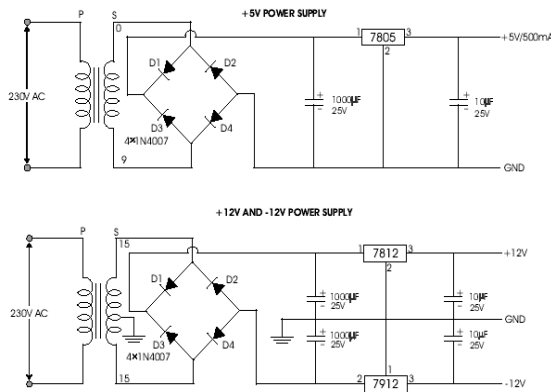 +5V POWER SUPPLY
P S
0
1 7805 3 +5V/500mA
2
D1 D2
230V AC
+ 1000µF
- 25V
+ 10µF
- 25V
D3 D4
4×1N4007
9
GND
+12V AND -12V POWER SUPPLY
P S
15
1 7812 3 +12V
2
D1 D2
+ 1000µF
- 25V
+ 10µF
- 25V
230V AC
GND
+ 1000µF
- 25V
+ 10µF
- 25V
D3 D4
4×1N4007
1
15
2 7912 3 -12V